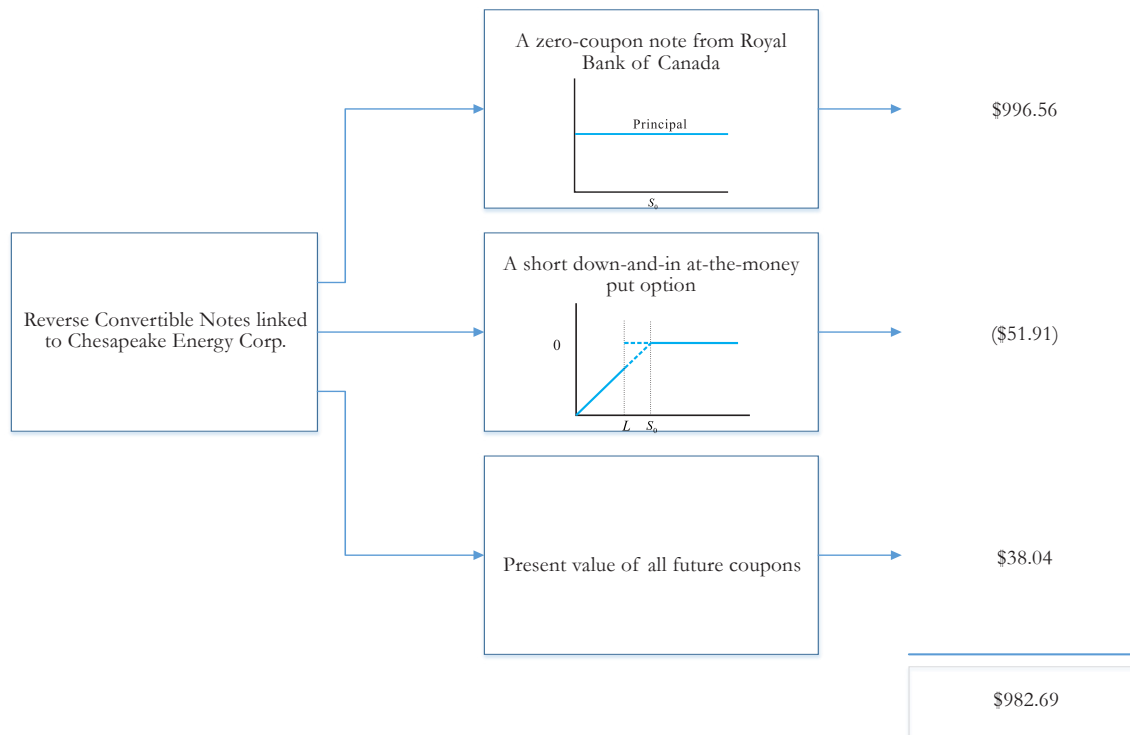 A zero-coupon note from Royal
Bank of Canada
Principal
S₀
$996.56
Reverse Convertible Notes linked
to Chesapeake Energy Corp.
A short down-and-in at-the-money
put option
0
L S₀
($51.91)
Present value of all future coupons
$38.04
$982.69